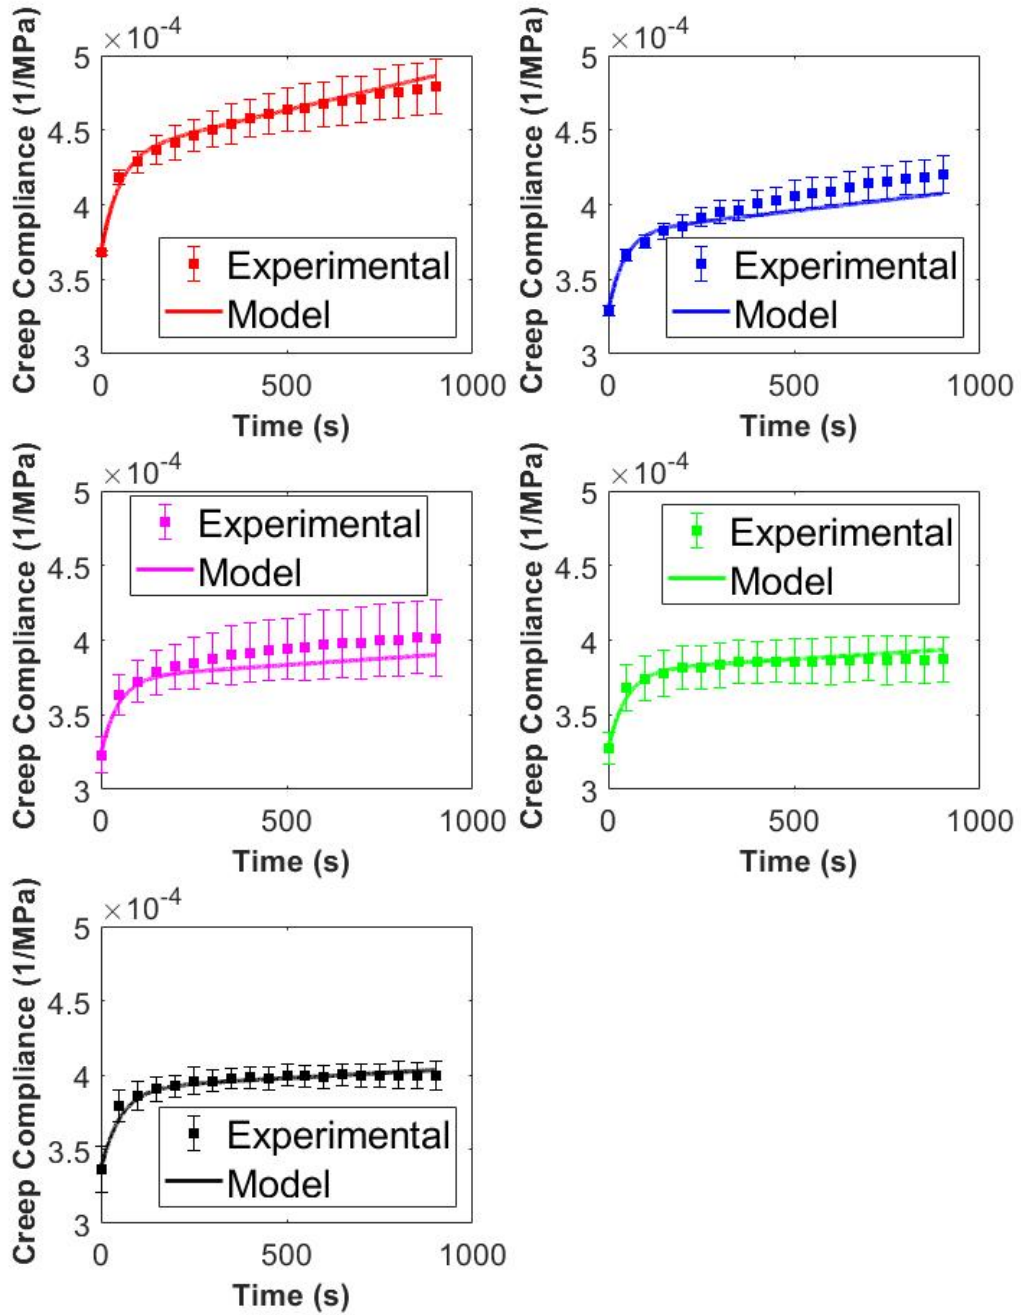 ×10-4
5
4.5
4
3.5
3
Creep Compliance (1/MPa)
Experimental
Model
0 500 1000
Time (s)
×10-4
5
4.5
4
3.5
3
Creep Compliance (1/MPa)
Experimental
Model
0 500 1000
Time (s)
×10-4
5
4.5
4
3.5
3
Creep Compliance (1/MPa)
Experimental
Model
0 500 1000
Time (s)
×10-4
5
4.5
4
3.5
3
Creep Compliance (1/MPa)
Experimental
Model
0 500 1000
Time (s)
×10-4
5
4.5
4
3.5
3
Creep Compliance (1/MPa)
Experimental
Model
0 500 1000
Time (s)